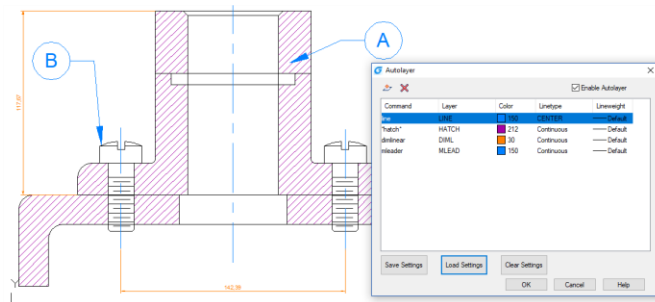 A
B
117,67
142,39
Y
Autolayer
Enable Autolayer
Command Layer Color Linetype Lineweight
line LINE 150 CENTER Default
*hatch* HATCH 212 Continuous Default
dimlinear DIML 30 Continuous Default
mleader MLEAD 150 Continuous Default
Save Settings Load Settings Clear Settings
OK Cancel Help